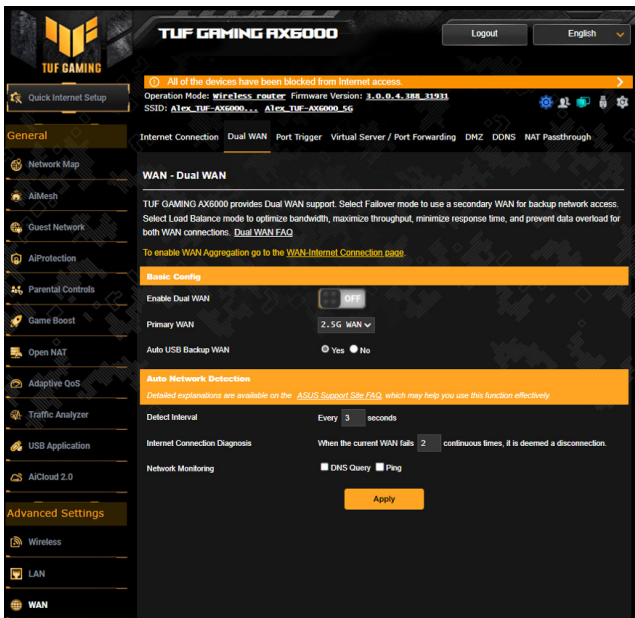 TUF GAMING
TUF GAMING AX6000
Logout
English
All of the devices have been blocked from Internet access.
Quick Internet Setup
Operation Mode: Wireless router Firmware Version: 3.0.0.4.388_31931
SSID: Alex_TUF-AX6000... Alex_TUF-AX6000_5G
General
Internet Connection Dual WAN Port Trigger Virtual Server / Port Forwarding DMZ DDNS NAT Passthrough
Network Map
AiMesh
Guest Network
AiProtection
Parental Controls
Game Boost
Open NAT
Adaptive QoS
Traffic Analyzer
USB Application
AiCloud 2.0
Advanced Settings
Wireless
LAN
WAN
WAN - Dual WAN
TUF GAMING AX6000 provides Dual WAN support. Select Failover mode to use a secondary WAN for backup network access.
Select Load Balance mode to optimize bandwidth, maximize throughput, minimize response time, and prevent data overload for
both WAN connections. Dual WAN FAQ
To enable WAN Aggregation go to the WAN-Internet Connection page.
Basic Config
Enable Dual WAN OFF
Primary WAN 2.5G WAN
Auto USB Backup WAN Yes No
Auto Network Detection
Detailed explanations are available on the ASUS Support Site FAQ, which may help you use this function effectively.
Detect Interval Every 3 seconds
Internet Connection Diagnosis When the current WAN fails 2 continuous times, it is deemed a disconnection.
Network Monitoring DNS Query Ping
Apply